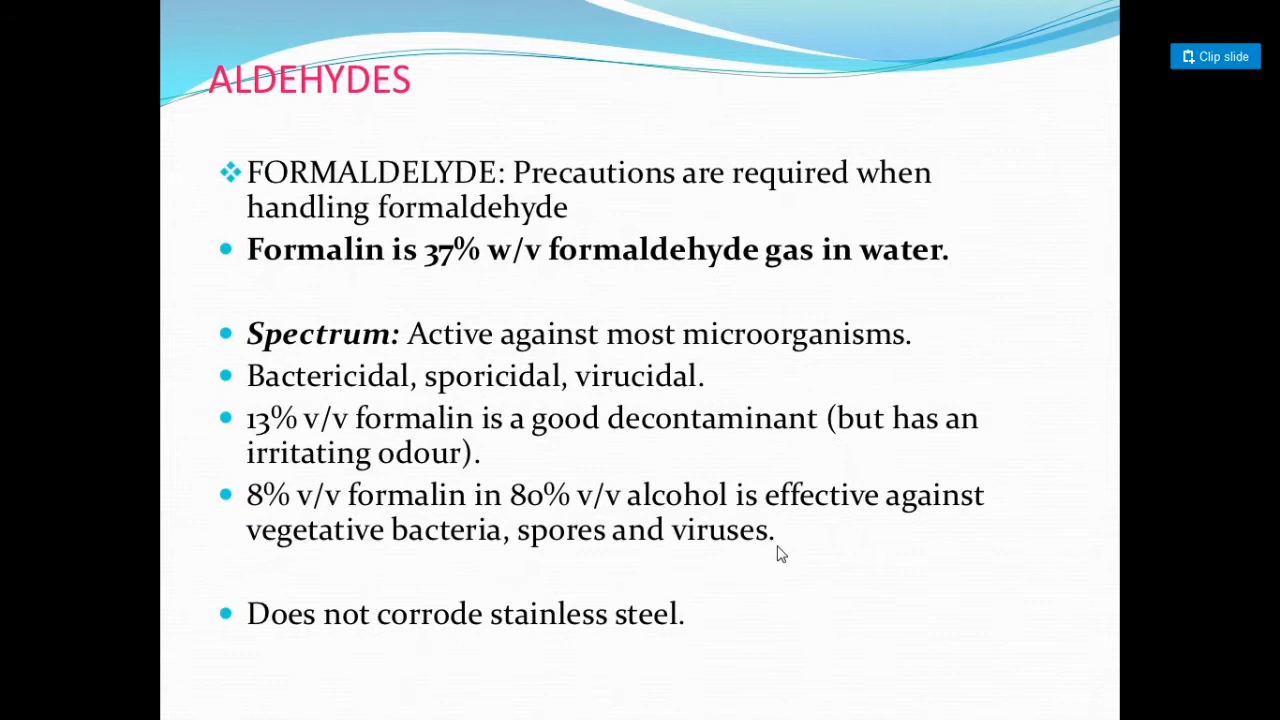 Clip slide
ALDEHYDES
FORMALDELYDE: Precautions are required when
handling formaldehyde
Formalin is 37% w/v formaldehyde gas in water.
Spectrum: Active against most microorganisms.
Bactericidal, sporicidal, virucidal.
13% v/v formalin is a good decontaminant (but has an
irritating odour).
8% v/v formalin in 80% v/v alcohol is effective against
vegetative bacteria, spores and viruses.
Does not corrode stainless steel.